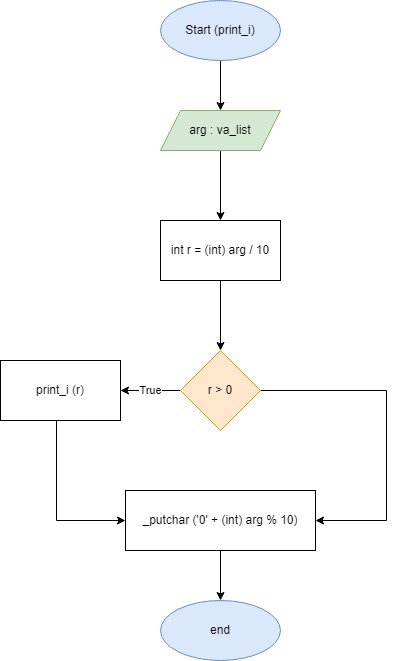 Start (print_i)
arg : va_list
int r = (int) arg / 10
r > 0
True
print_i (r)
_putchar ('0' + (int) arg % 10)
end